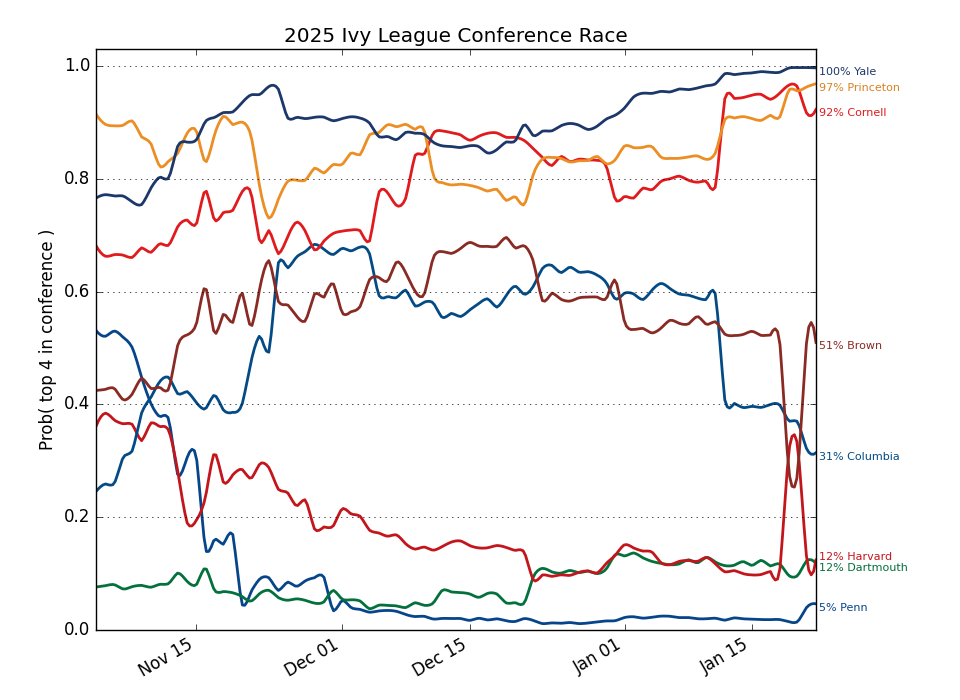 2025 Ivy League Conference Race
Prob( top 4 in conference )
1.0
0.8
0.6
0.4
0.2
0.0
Nov 15
Dec 01
Dec 15
Jan 01
Jan 15
100% Yale
97% Princeton
92% Cornell
51% Brown
31% Columbia
12% Harvard
12% Dartmouth
5% Penn